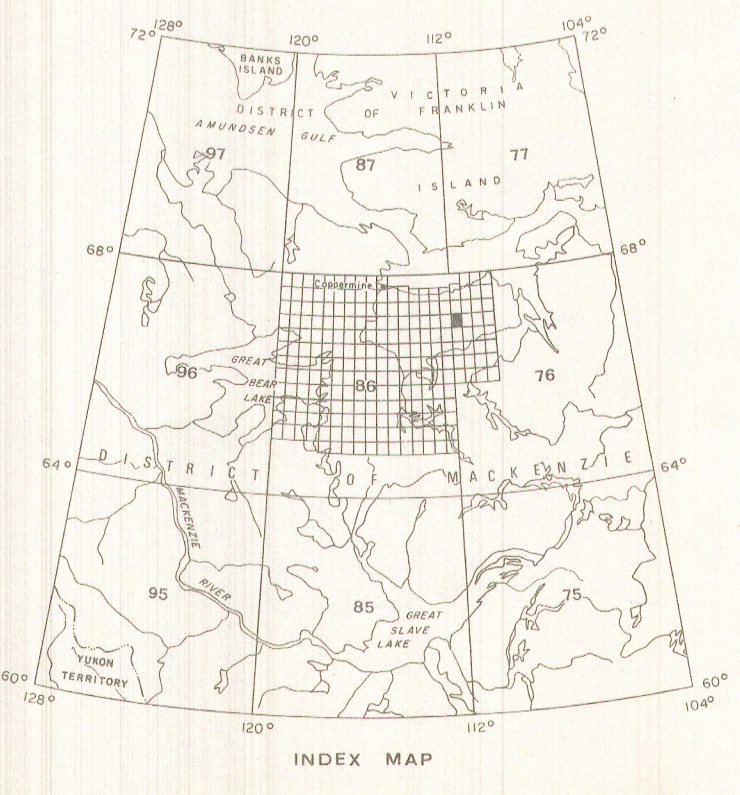 128° 104°
72° 120° 112° 72°
BANKS
ISLAND
VICTORIA
DISTRICT OF FRANKLIN
AMUNDSEN GULF
97 87 77
ISLAND
68° 68°
Coppermine
GREAT
96 86 76
BEAR
LAKE
64° DISTRICT OF MACKENZIE 64°
MACKENZIE
RIVER
95 85 75
GREAT
SLAVE
LAKE
YUKON
TERRITORY
60° 60°
128° 104°
120° 112°
INDEX MAP